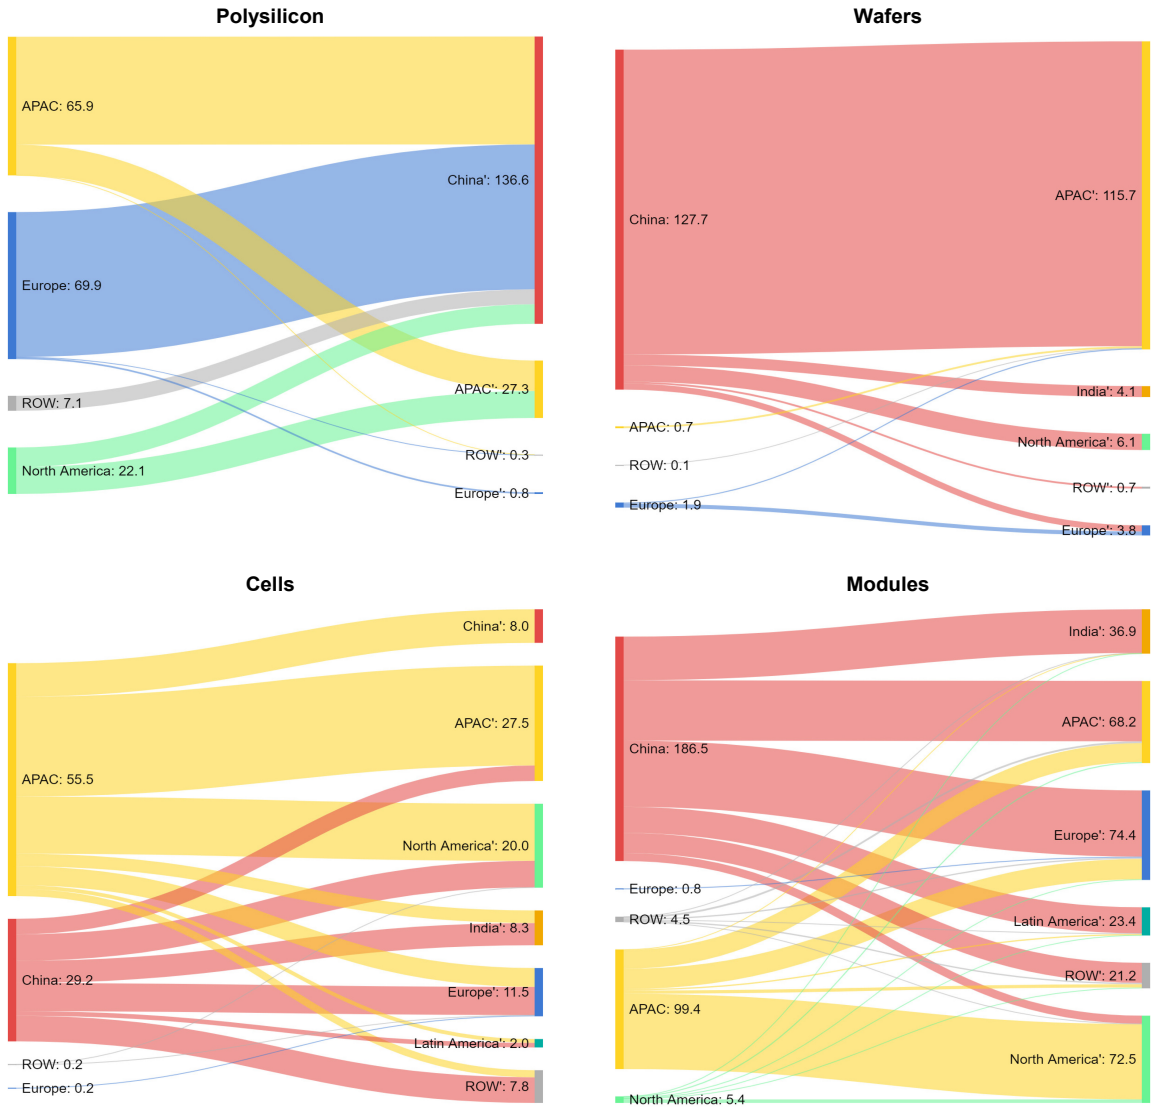 Polysilicon
APAC: 65.9
Europe: 69.9
ROW: 7.1
North America: 22.1
China': 136.6
APAC': 27.3
ROW': 0.3
Europe': 0.8
Wafers
China: 127.7
APAC: 0.7
ROW: 0.1
Europe: 1.9
APAC': 115.7
India': 4.1
North America': 6.1
ROW': 0.7
Europe': 3.8
Cells
APAC: 55.5
China: 29.2
ROW: 0.2
Europe: 0.2
China': 8.0
APAC': 27.5
North America': 20.0
India': 8.3
Europe': 11.5
Latin America': 2.0
ROW': 7.8
Modules
China: 186.5
Europe: 0.8
ROW: 4.5
APAC: 99.4
North America: 5.4
India': 36.9
APAC': 68.2
Europe': 74.4
Latin America': 23.4
ROW': 21.2
North America': 72.5